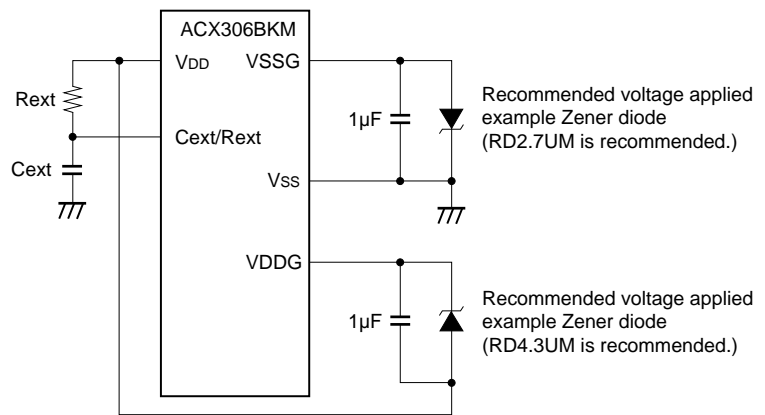 ACX306BKM
VDD
VSSG
Rext
1µF
Recommended voltage applied
example Zener diode
(RD2.7UM is recommended.)
Cext/Rext
Cext
VSS
VDDG
1µF
Recommended voltage applied
example Zener diode
(RD4.3UM is recommended.)